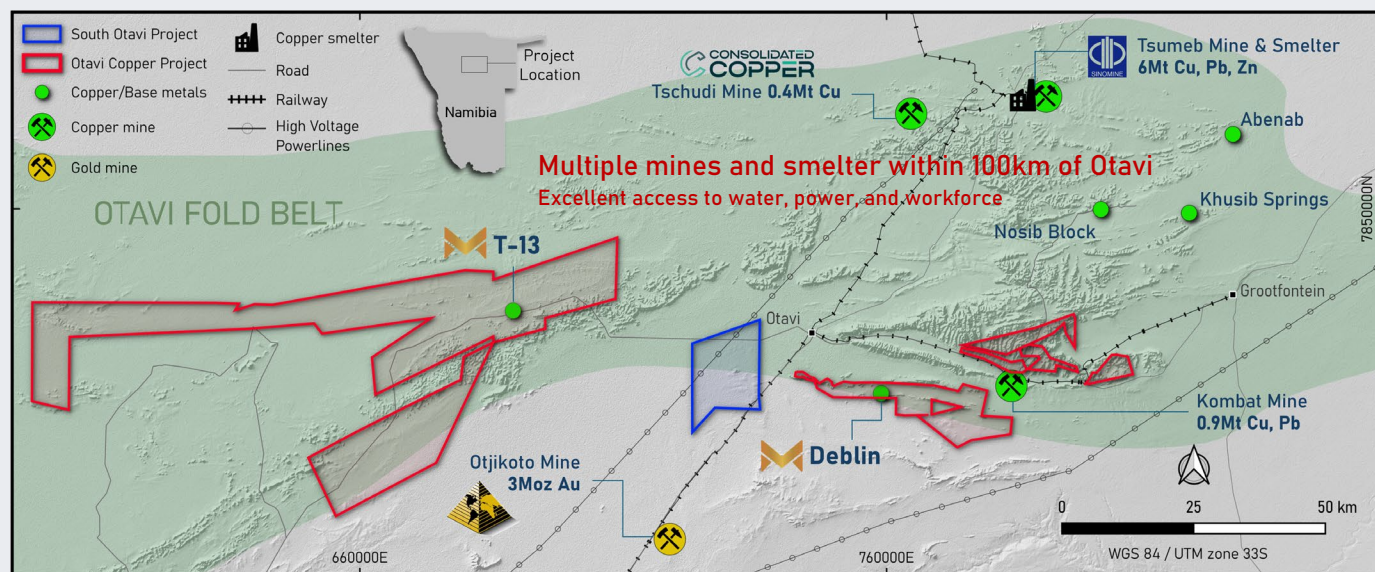 South Otavi Project
Otavi Copper Project
Copper/Base metals
Copper mine
Gold mine
Copper smelter
Road
Railway
High Voltage
Powerlines
Project
Location
Namibia
CONSOLIDATED
COPPER
Tschudi Mine 0.4Mt Cu
SINOMINE
Tsumeb Mine & Smelter
6Mt Cu, Pb, Zn
Abenab
Multiple mines and smelter within 100km of Otavi
Excellent access to water, power, and workforce
OTAVI FOLD BELT
Khusib Springs
Nosib Block
7850000N
T-13
Grootfontein
Otavi
Kombat Mine
0.9Mt Cu, Pb
Deblin
Otjikoto Mine
3Moz Au
0 25 50 km
WGS 84 / UTM zone 33S
660000E
760000E